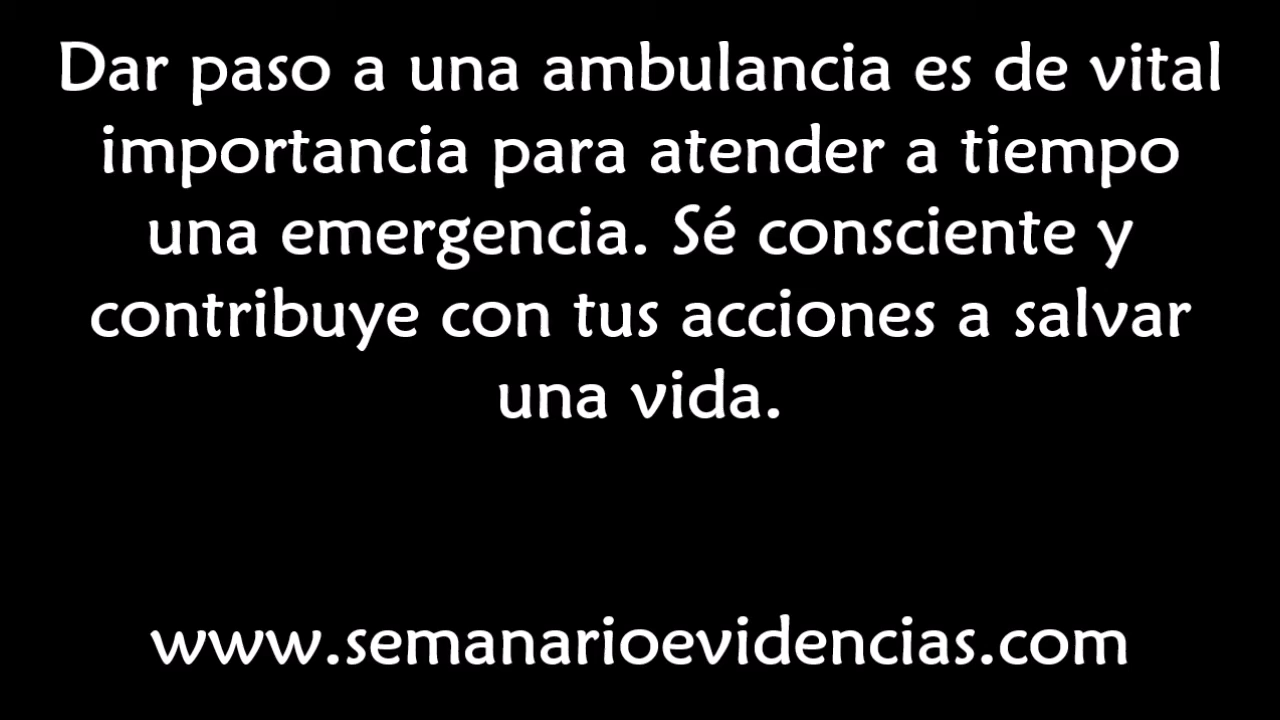 Dar paso a una ambulancia es de vital
importancia para atender a tiempo
una emergencia. Sé consciente y
contribuye con tus acciones a salvar
una vida.
www.semanarioevidencias.com